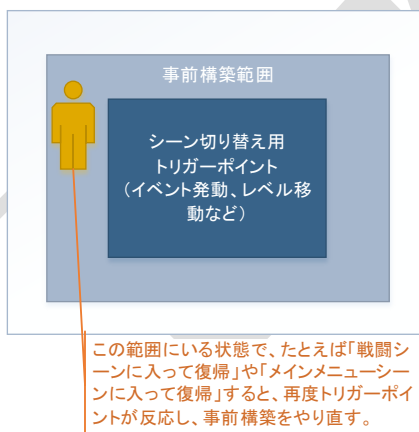 事前構築範囲
シーン切り替え用
トリガーポイント
（イベント発動、レベル移
動など）
この範囲にいる状態で、たとえば「戦闘シ
ーンに入って復帰」や「メインメニューシー
ンに入って復帰」すると、再度トリガーポイ
ントが反応し、事前構築をやり直す。